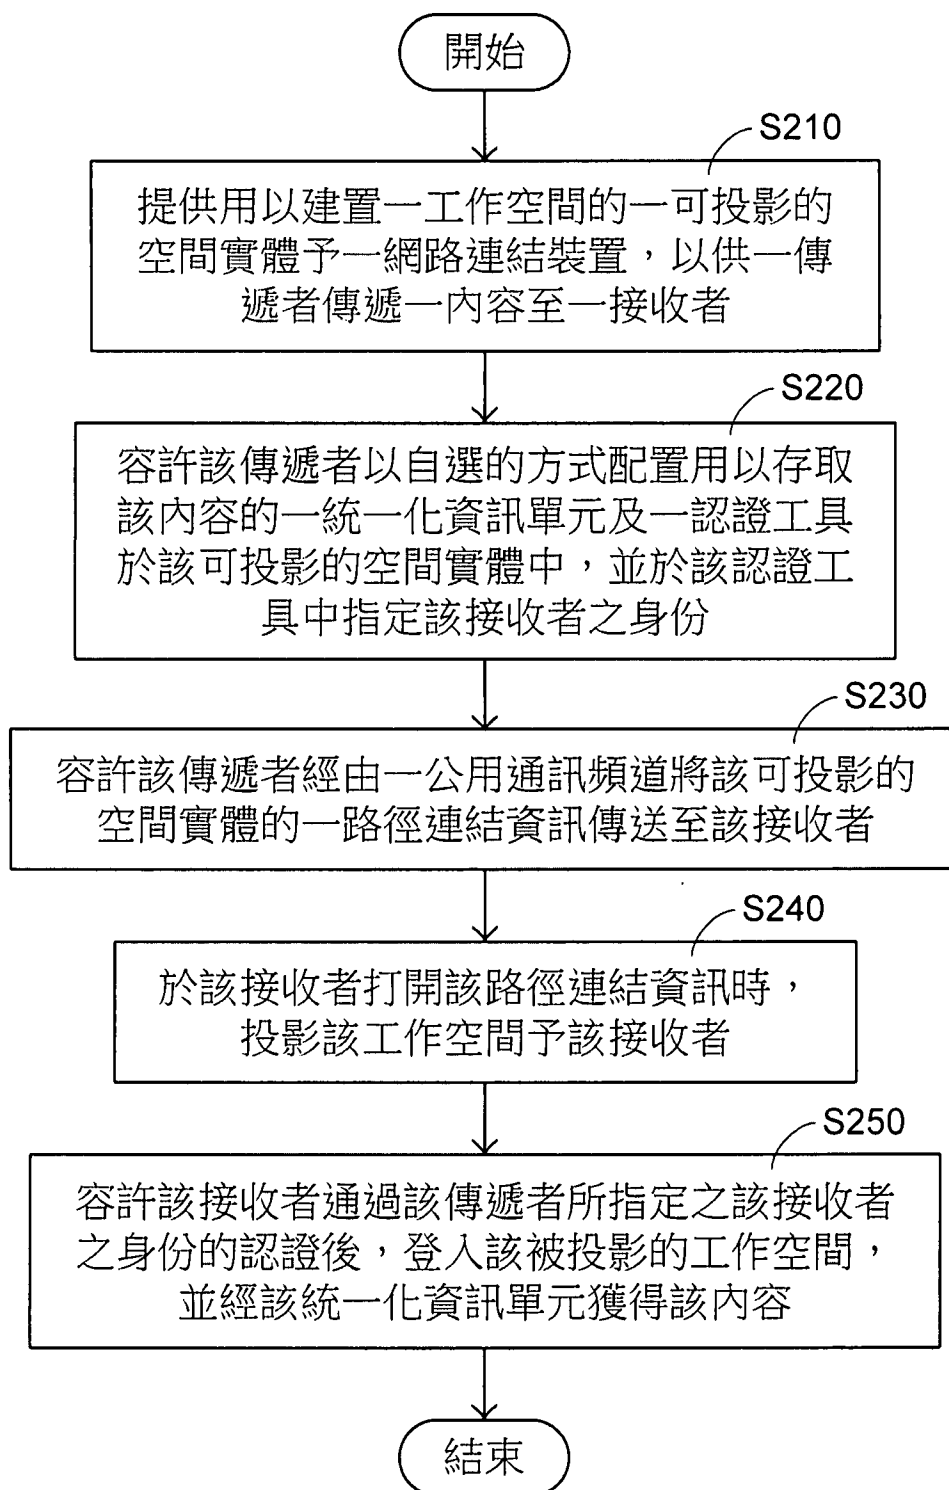 開始
S210
提供用以建置一工作空間的一可投影的
空間實體予一網路連結裝置，以供一傳
遞者傳遞一內容至一接收者
S220
容許該傳遞者以自選的方式配置用以存取
該內容的一統一化資訊單元及一認證工具
於該可投影的空間實體中，並於該認證工
具中指定該接收者之身份
S230
容許該傳遞者經由一公用通訊頻道將該可投影的
空間實體的一路徑連結資訊傳送至該接收者
S240
於該接收者打開該路徑連結資訊時，
投影該工作空間予該接收者
S250
容許該接收者通過該傳遞者所指定之該接收者
之身份的認證後，登入該被投影的工作空間，
並經該統一化資訊單元獲得該內容
結束